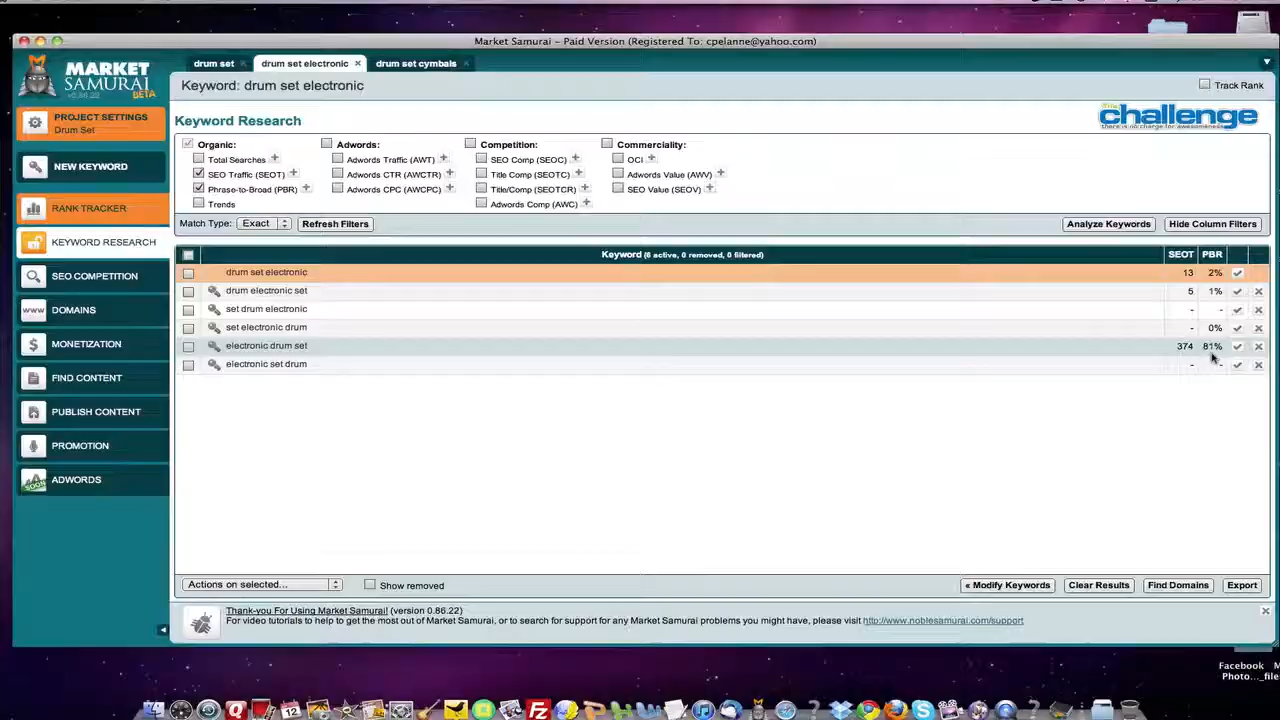 Market Samurai - Paid Version (Registered To: cpelanne@yahoo.com)
MARKET
SAMURAI
BETA
drum set
drum set electronic
drum set cymbals
Keyword: drum set electronic
Track Rank
PROJECT SETTINGS
Drum Set
Keyword Research
The
challenge
there is no charge for awesomeness
Organic:
Adwords:
Competition:
Commerciality:
Total Searches
Adwords Traffic (AWT)
SEO Comp (SEOC)
OCI
NEW KEYWORD
SEO Traffic (SEOT)
Adwords CTR (AWCTR)
Title Comp (SEOTC)
Adwords Value (AWV)
Phrase-to-Broad (PBR)
Adwords CPC (AWCPC)
Title/Comp (SEOTCR)
SEO Value (SEOV)
Trends
Adwords Comp (AWC)
RANK TRACKER
Match Type: Exact
Refresh Filters
Analyze Keywords
Hide Column Filters
KEYWORD RESEARCH
Keyword (6 active, 0 removed, 0 filtered)
SEOT
PBR
SEO COMPETITION
drum set electronic 13 2%
drum electronic set 5 1%
DOMAINS
set drum electronic - -
set electronic drum - 0%
MONETIZATION
electronic drum set 374 81%
electronic set drum - -
FIND CONTENT
PUBLISH CONTENT
PROMOTION
ADWORDS
SOON
Actions on selected...
Show removed
« Modify Keywords
Clear Results
Find Domains
Export
Thank-you For Using Market Samurai! (version 0.86.22)
For video tutorials to help to get the most out of Market Samurai, or to search for support for any Market Samurai problems you might have, please visit http://www.noblesamurai.com/support
Facebook
Photo..._file